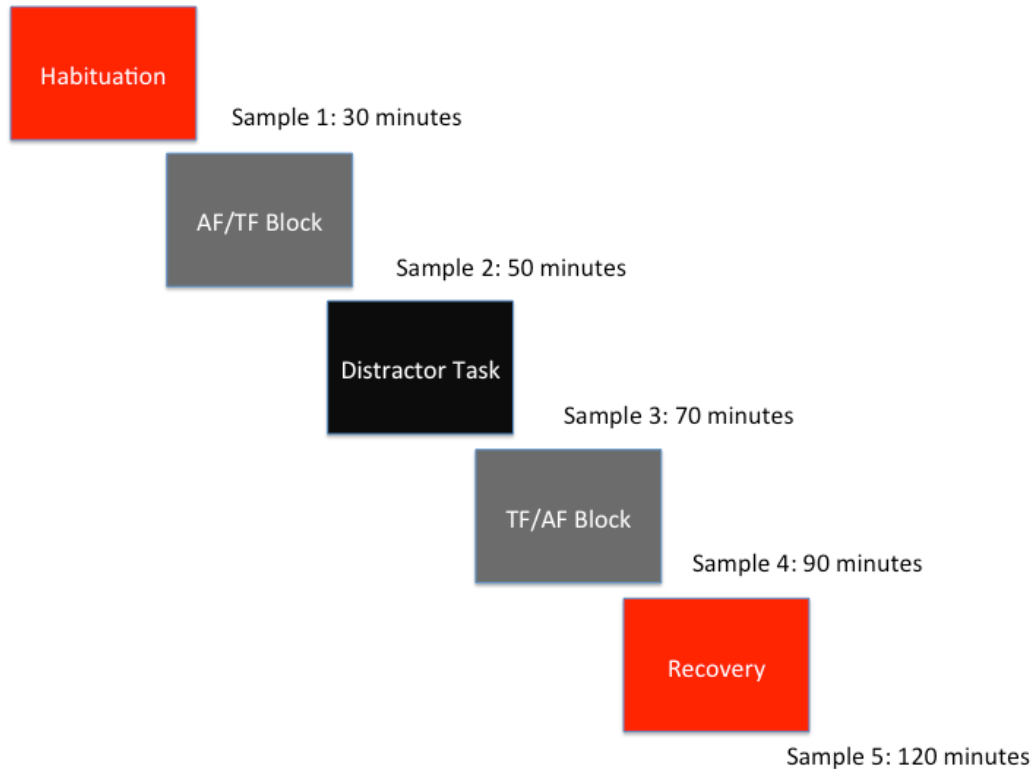 Habituation
Sample 1: 30 minutes
AF/TF Block
Sample 2: 50 minutes
Distractor Task
Sample 3: 70 minutes
TF/AF Block
Sample 4: 90 minutes
Recovery
Sample 5: 120 minutes